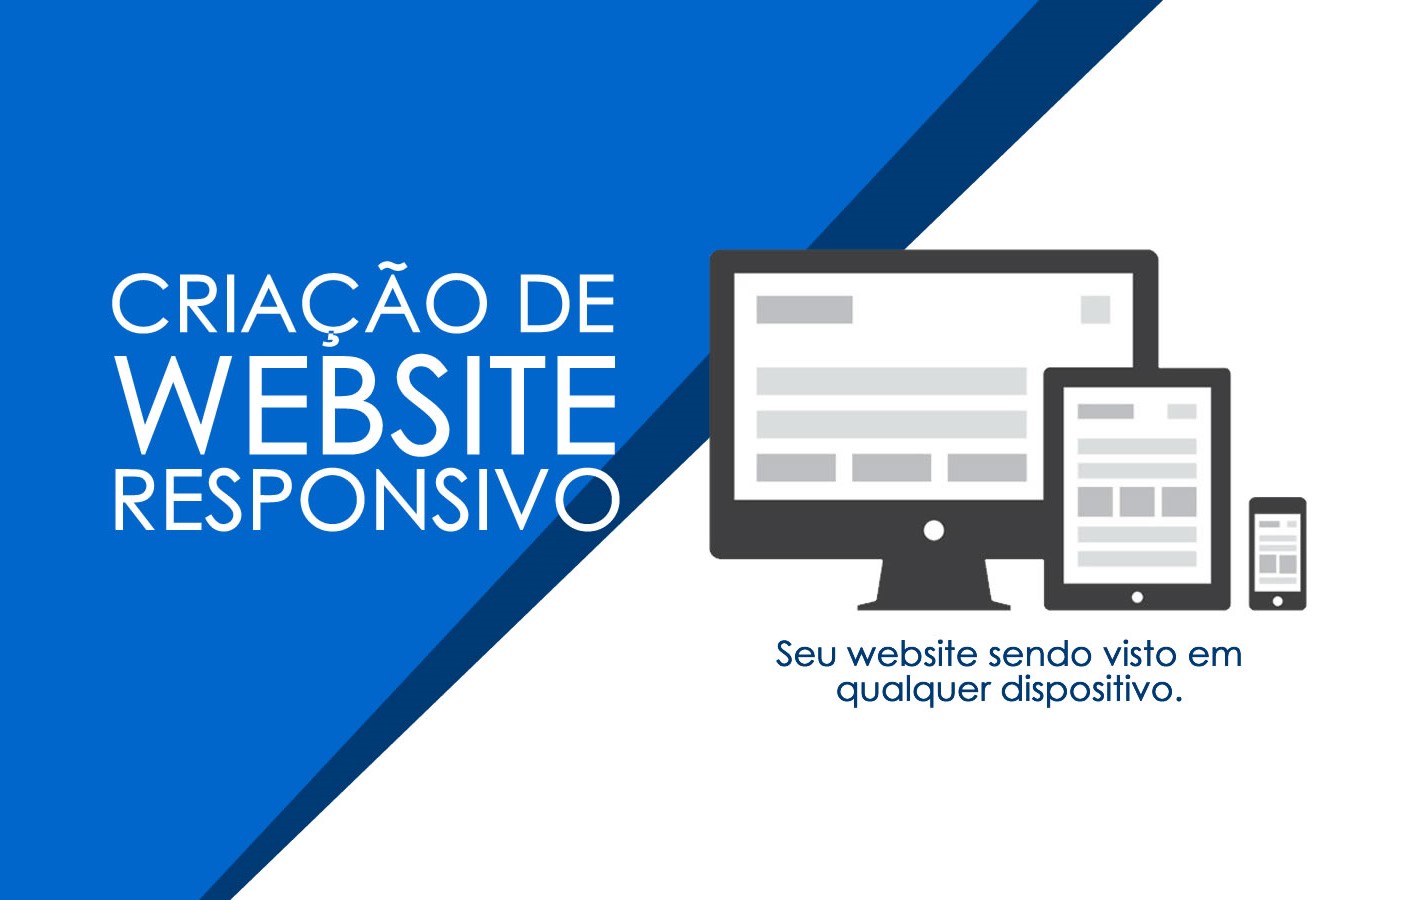 CRIAÇÃO DE
WEBSITE
RESPONSIVO
Seu website sendo visto em
qualquer dispositivo.